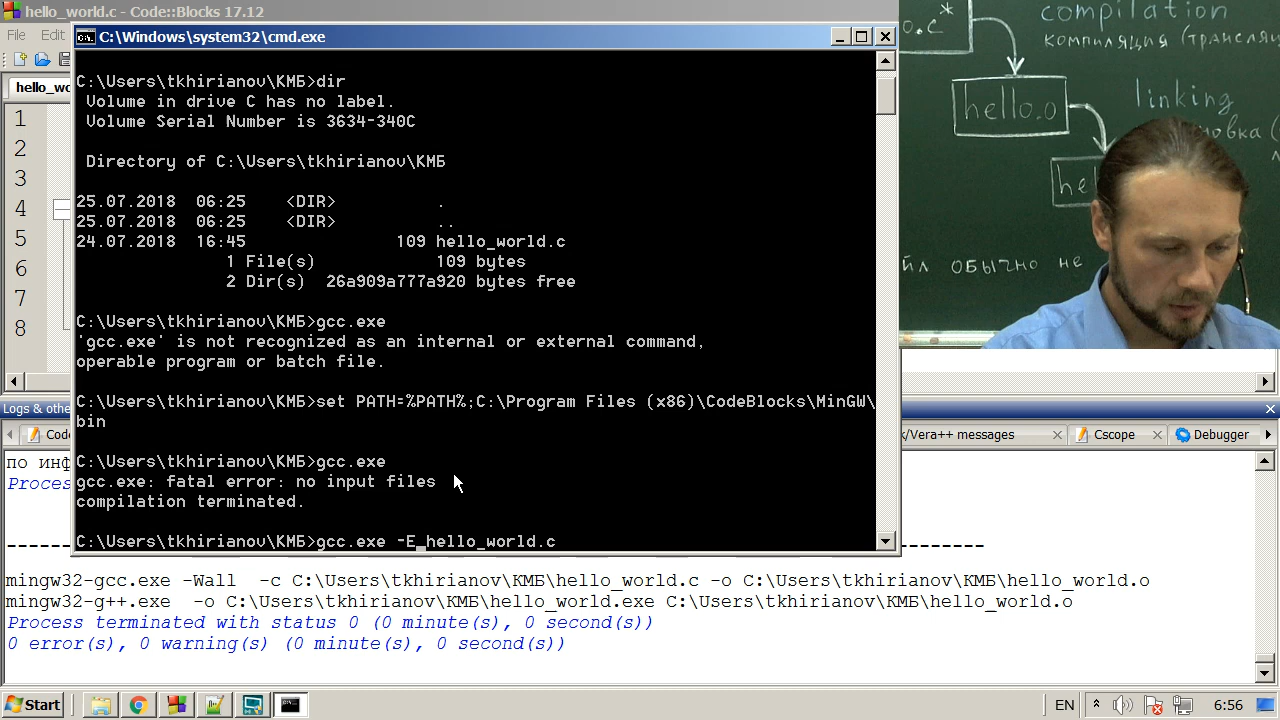 hello_world.c - Code::Blocks 17.12
File Edit
C:\Windows\system32\cmd.exe
hello_wo
1
2
3
4
5
6
7
8
C:\Users\tkhirianov\КМБ>dir
Volume in drive C has no label.
Volume Serial Number is 3634-340C
Directory of C:\Users\tkhirianov\КМБ
25.07.2018 06:25 <DIR> .
25.07.2018 06:25 <DIR> ..
24.07.2018 16:45 109 hello_world.c
1 File(s) 109 bytes
2 Dir(s) 26a909a777a920 bytes free
C:\Users\tkhirianov\КМБ>gcc.exe
'gcc.exe' is not recognized as an internal or external command,
operable program or batch file.
C:\Users\tkhirianov\КМБ>set PATH=%PATH%;C:\Program Files (x86)\CodeBlocks\MinGW\
bin
C:\Users\tkhirianov\КМБ>gcc.exe
gcc.exe: fatal error: no input files
compilation terminated.
C:\Users\tkhirianov\КМБ>gcc.exe -E hello_world.c
o.c*
compilation
компиляция (трансляц
hello.o
linking
новка (
hel
йл обычно не
Logs & othe
Cod
k/Vera++ messages
Cscope
Debugger
по инф
Proces
mingw32-gcc.exe -Wall -c C:\Users\tkhirianov\КМБ\hello_world.c -o C:\Users\tkhirianov\КМБ\hello_world.o
mingw32-g++.exe -o C:\Users\tkhirianov\КМБ\hello_world.exe C:\Users\tkhirianov\КМБ\hello_world.o
Process terminated with status 0 (0 minute(s), 0 second(s))
0 error(s), 0 warning(s) (0 minute(s), 0 second(s))
Start
EN
6:56